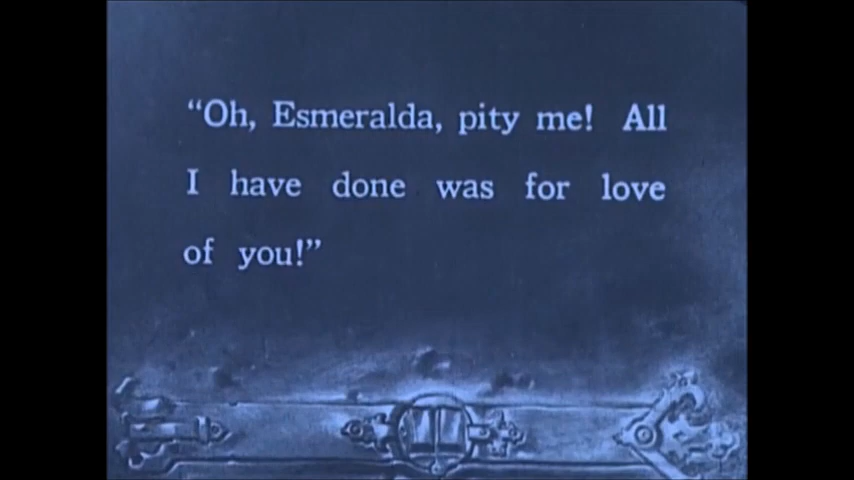 “Oh, Esmeralda, pity me! All
I have done was for love
of you!”